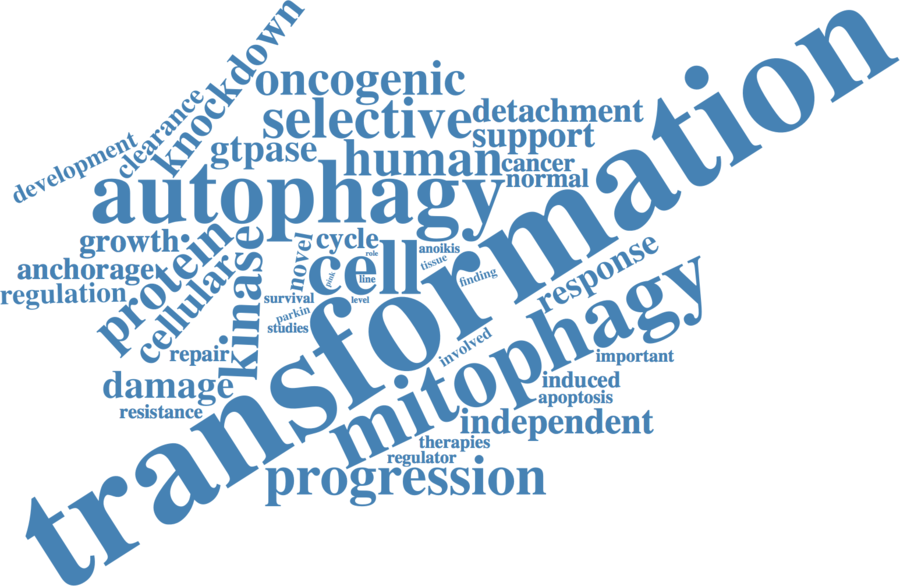 knockdown
oncogenic
clearance
selective
detachment
development
support
gtpase
human
cancer
normal
autophagy
transformation
growth
protein
novel
cycle
role
anoikis
cell
tissue
finding
response
anchorage
cellular
kinase
pink
line
regulation
survival
level
parkin
studies
mitophagy
involved
repair
important
damage
induced
apoptosis
resistance
independent
therapies
regulator
progression